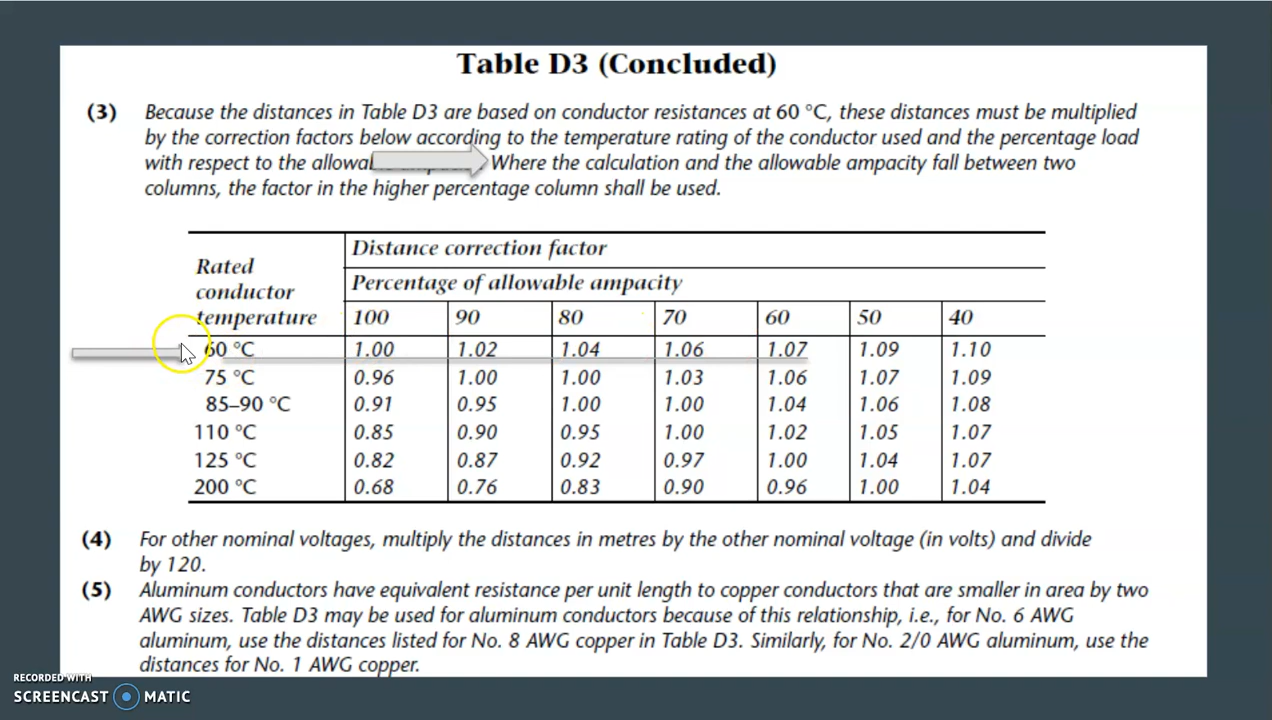 Table D3 (Concluded)
(3) Because the distances in Table D3 are based on conductor resistances at 60 °C, these distances must be multiplied
by the correction factors below according to the temperature rating of the conductor used and the percentage load
with respect to the Where the calculation and the allowable ampacity fall between two
columns, the factor in the higher percentage column shall be used.
Distance correction factor
Rated conductor temperature
Percentage of allowable ampacity
100 90 80 70 60 50 40
60 °C 1.00 1.02 1.04 1.06 1.07 1.09 1.10
75 °C 0.96 1.00 1.00 1.03 1.06 1.07 1.09
85–90 °C 0.91 0.95 1.00 1.00 1.04 1.06 1.08
110 °C 0.85 0.90 0.95 1.00 1.02 1.05 1.07
125 °C 0.82 0.87 0.92 0.97 1.00 1.04 1.07
200 °C 0.68 0.76 0.83 0.90 0.96 1.00 1.04
(4) For other nominal voltages, multiply the distances in metres by the other nominal voltage (in volts) and divide
by 120.
(5) Aluminum conductors have equivalent resistance per unit length to copper conductors that are smaller in area by two
AWG sizes. Table D3 may be used for aluminum conductors because of this relationship, i.e., for No. 6 AWG
aluminum, use the distances listed for No. 8 AWG copper in Table D3. Similarly, for No. 2/0 AWG aluminum, use the
distances for No. 1 AWG copper.
RECORDED WITH
SCREENCAST MATIC